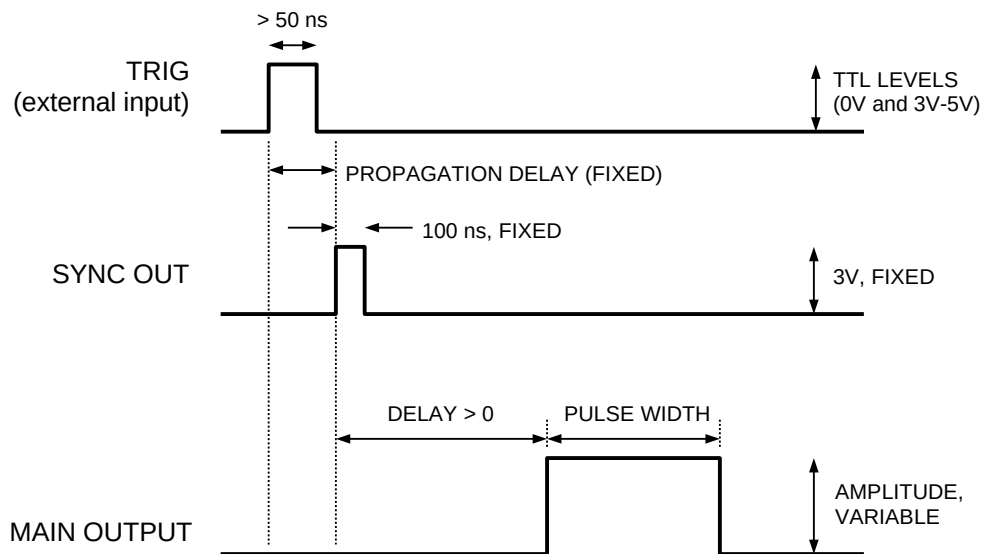 > 50 ns
TRIG
(external input)
TTL LEVELS
(0V and 3V-5V)
PROPAGATION DELAY (FIXED)
100 ns, FIXED
SYNC OUT
3V, FIXED
DELAY > 0
PULSE WIDTH
AMPLITUDE,
VARIABLE
MAIN OUTPUT